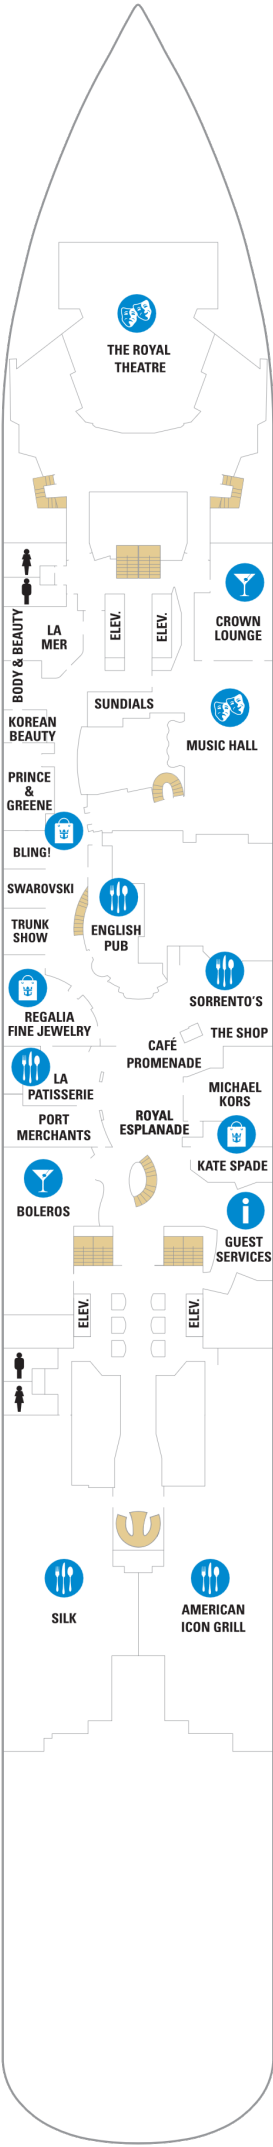 THE ROYAL
THEATRE
CROWN
LOUNGE
ELEV.
ELEV.
LA
MER
BODY & BEAUTY
SUNDIALS
KOREAN
BEAUTY
MUSIC HALL
PRINCE
&
GREENE
BLING!
SWAROVSKI
TRUNK
SHOW
ENGLISH
PUB
SORRENTO'S
REGALIA
FINE JEWELRY
THE SHOP
CAFÉ
PROMENADE
LA
PATISSERIE
MICHAEL
KORS
PORT
MERCHANTS
ROYAL
ESPLANADE
KATE SPADE
BOLEROS
GUEST
SERVICES
ELEV.
ELEV.
SILK
AMERICAN
ICON GRILL